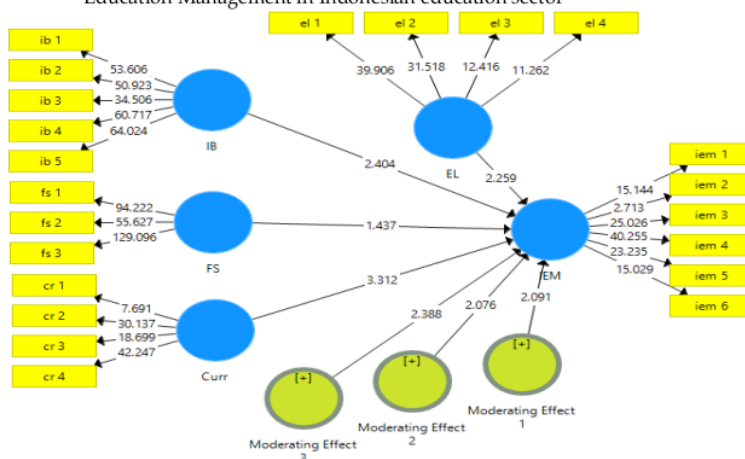 Education Management in Indonesian education sector
el 1
el 2
el 3
el 4
39.906
31.518
12.416
11.262
EL
2.259
ib 1
ib 2
ib 3
ib 4
ib 5
53.606
50.923
34.506
60.717
64.024
IB
2.404
fs 1
fs 2
fs 3
94.222
55.627
129.096
FS
1.437
cr 1
cr 2
cr 3
cr 4
7.691
30.137
18.699
42.247
Curr
3.312
iem 1
iem 2
iem 3
iem 4
iem 5
iem 6
15.144
2.713
25.026
40.255
23.235
15.029
IEM
2.388
2.076
2.091
[+]
Moderating Effect
3
[+]
Moderating Effect
2
[+]
Moderating Effect
1